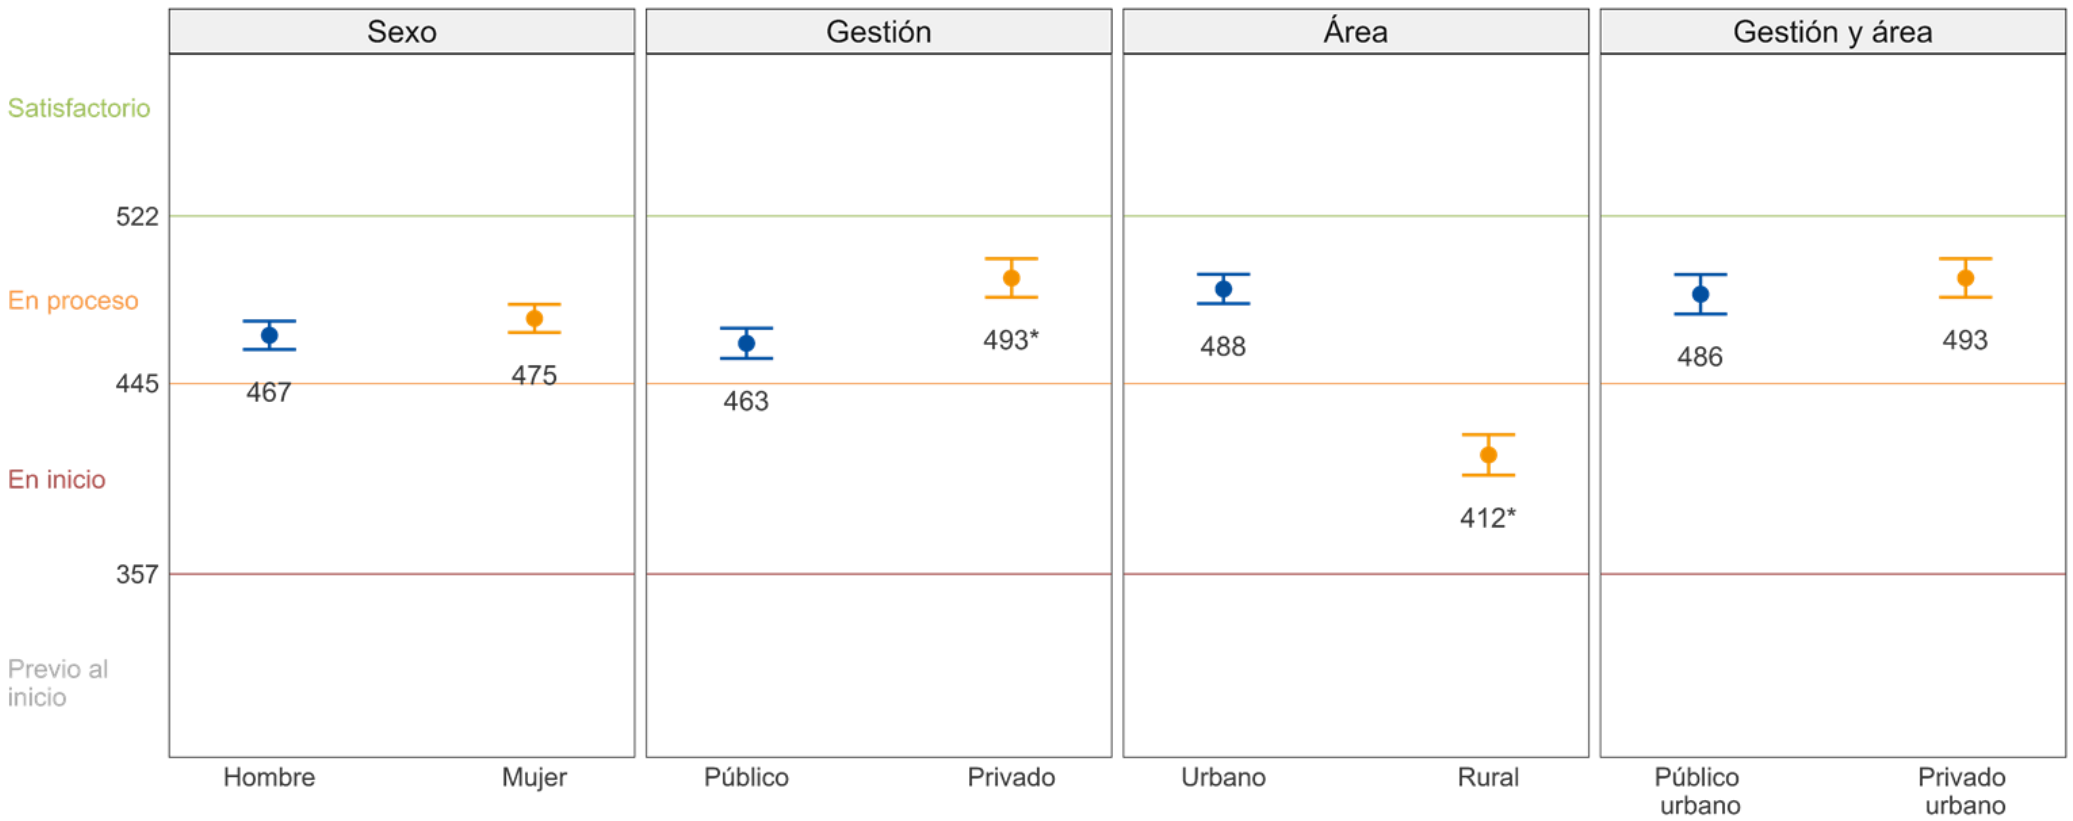 Sexo
Gestión
Área
Gestión y área
Satisfactorio
522
En proceso
445
En inicio
357
Previo al
inicio
467
475
463
493*
488
412*
486
493
Hombre
Mujer
Público
Privado
Urbano
Rural
Público
urbano
Privado
urbano